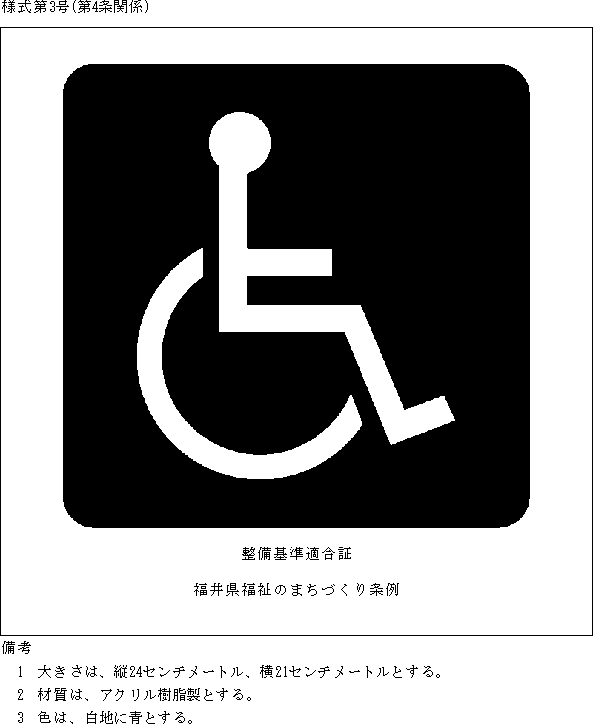 様式第3号(第4条関係)
整備基準適合証
福井県福祉のまちづくり条例
備考
1 大きさは、縦24センチメートル、横21センチメートルとする。
2 材質は、アクリル樹脂製とする。
3 色は、白地に青とする。